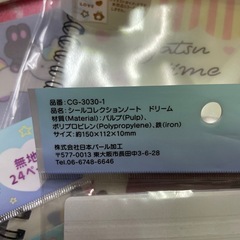 品番:CG-3030-1
品名:シールコレクションノート ドリーム
材質(Material):パルプ(Pulp)、
ポリプロピレン(Polypropylene)、鉄(iron)
サイズ:約150×112×10mm
株式会社日本パール加工
〒577-0013 東大阪市長田中3-6-28
Tel.06-6748-6646
無地
24ペ
atsu
me